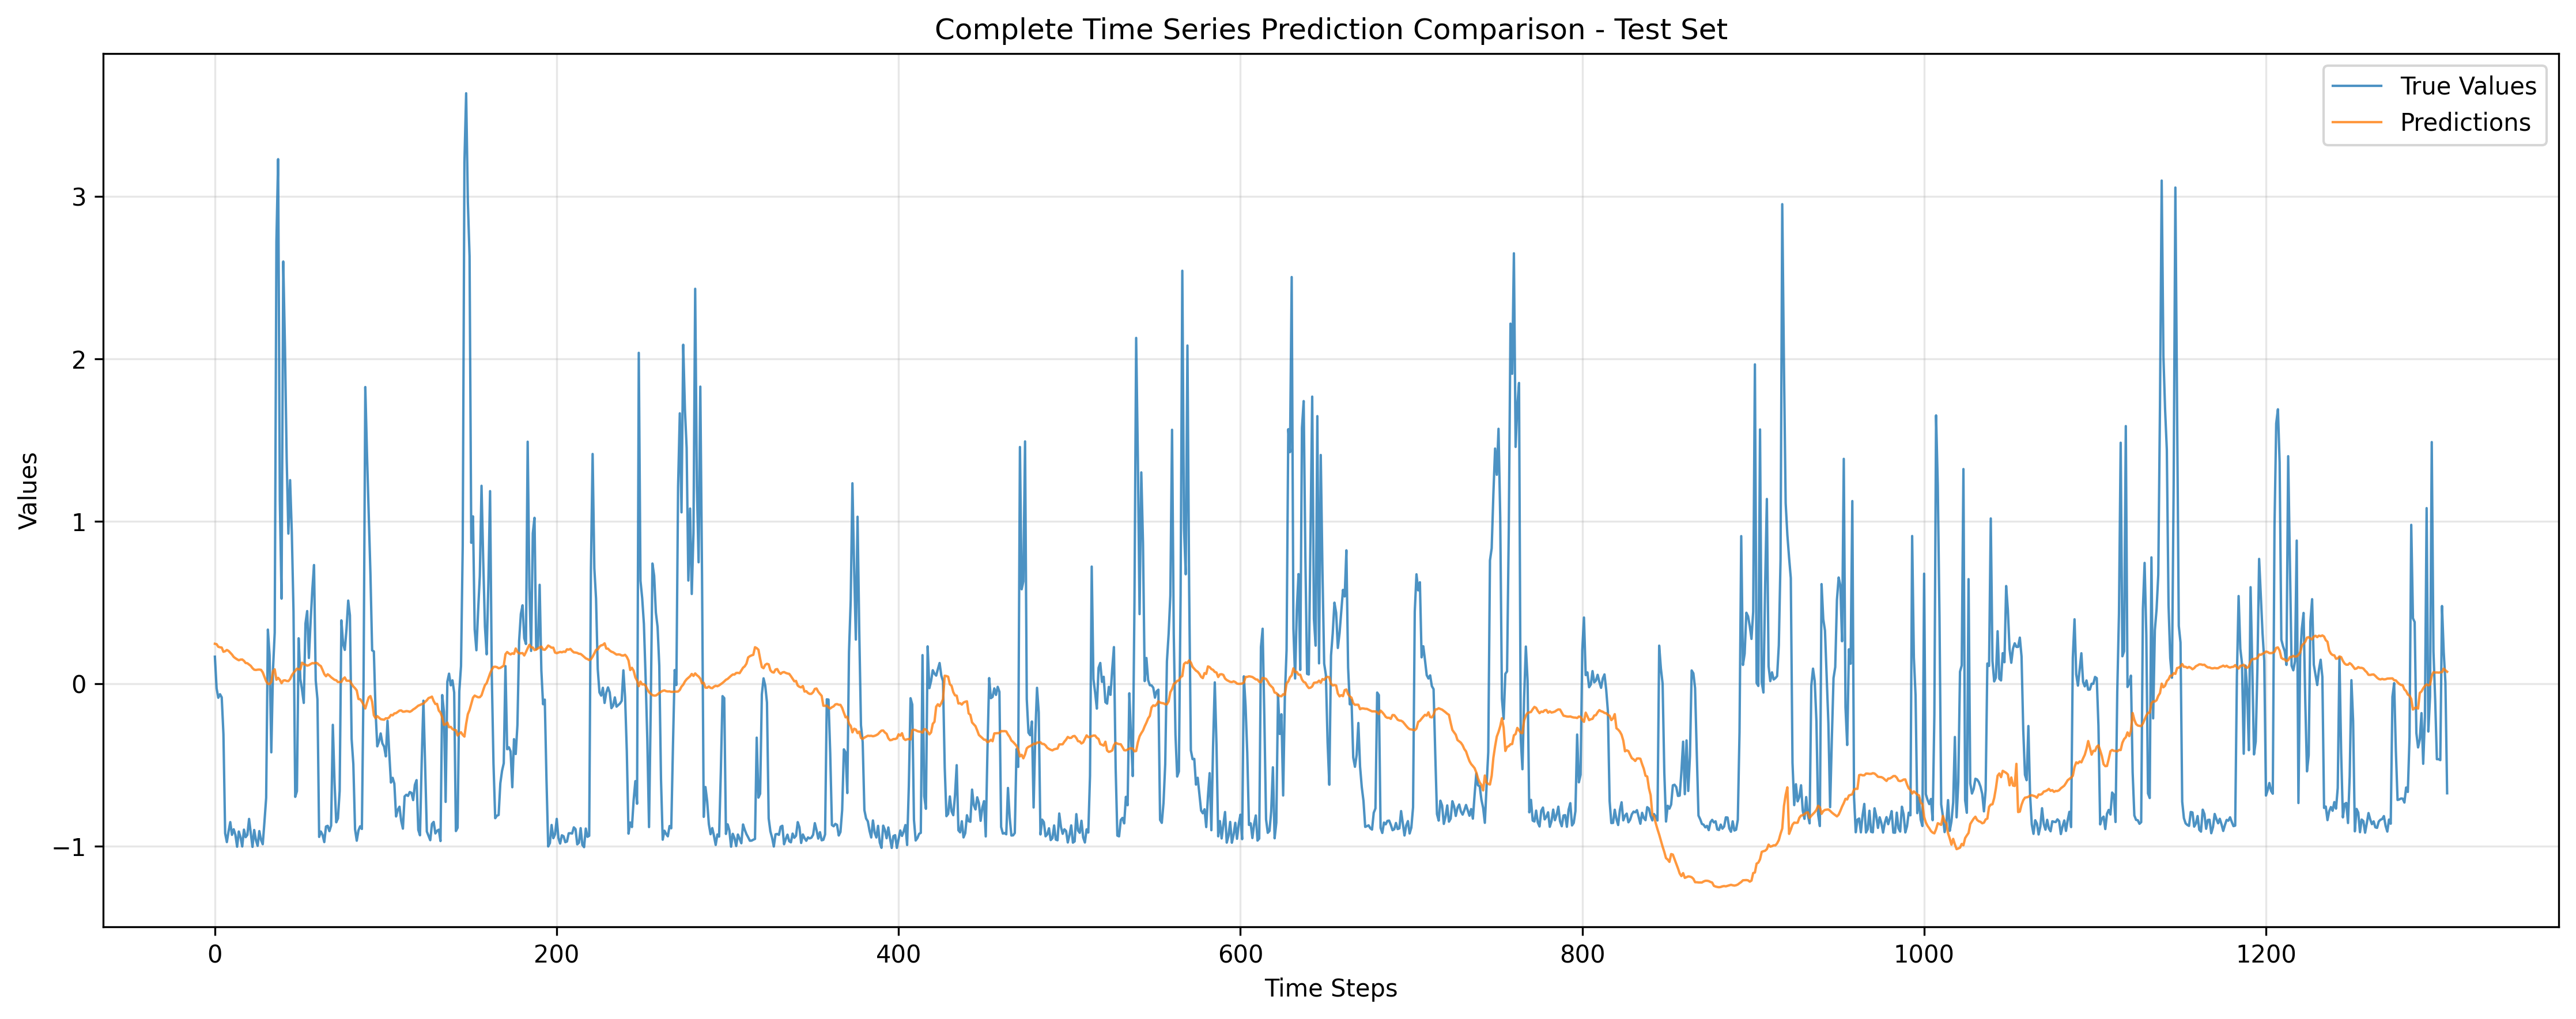 Complete Time Series Prediction Comparison - Test Set
True Values
Predictions
Values
3
2
1
0
−1
0
200
400
600
800
1000
1200
Time Steps